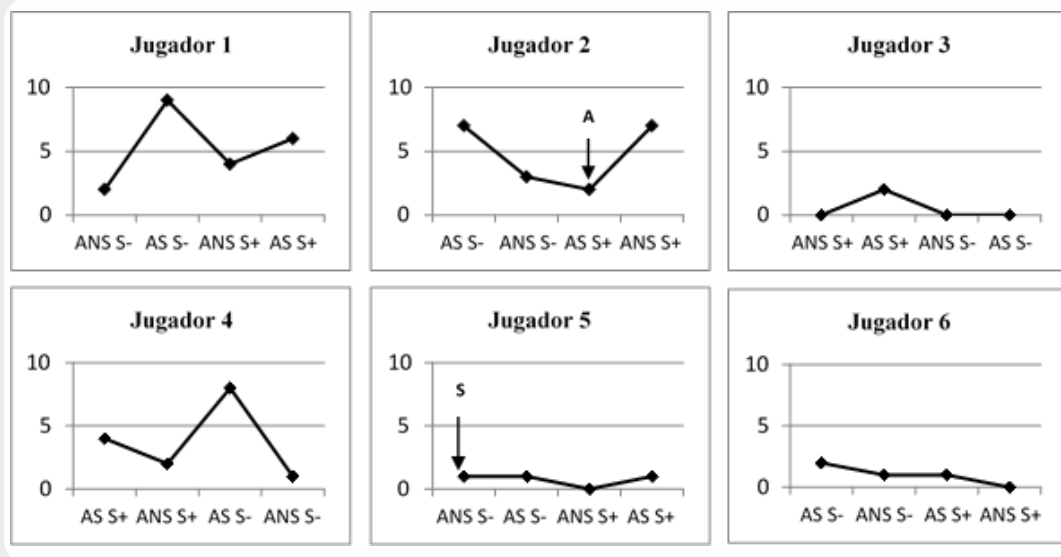 Jugador 1
10
5
0
ANS S- AS S- ANS S+ AS S+
Jugador 2
10
A
5
0
AS S- ANS S- AS S+ ANS S+
Jugador 3
10
5
0
ANS S+ AS S+ ANS S- AS S-
Jugador 4
10
5
0
AS S+ ANS S+ AS S- ANS S-
Jugador 5
10
S
5
0
ANS S- AS S- ANS S+ AS S+
Jugador 6
10
5
0
AS S- ANS S- AS S+ ANS S+